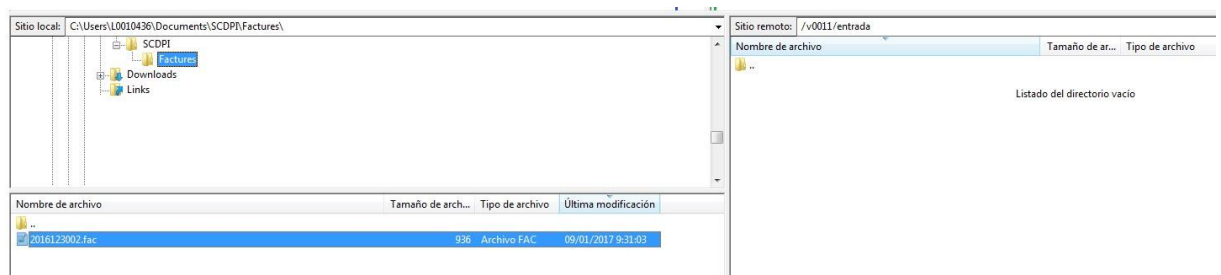 Sitio local: C:\Users\L0010436\Documents\SCDPI\Factures\
SCDPI
Factures
Downloads
Links
Nombre de archivo Tamaño de arch... Tipo de archivo Última modificación
..
2016123002.fac 936 Archivo FAC 09/01/2017 9:31:03
Sitio remoto: /v0011/entrada
Nombre de archivo Tamaño de ar... Tipo de archivo
..
Listado del directorio vacío